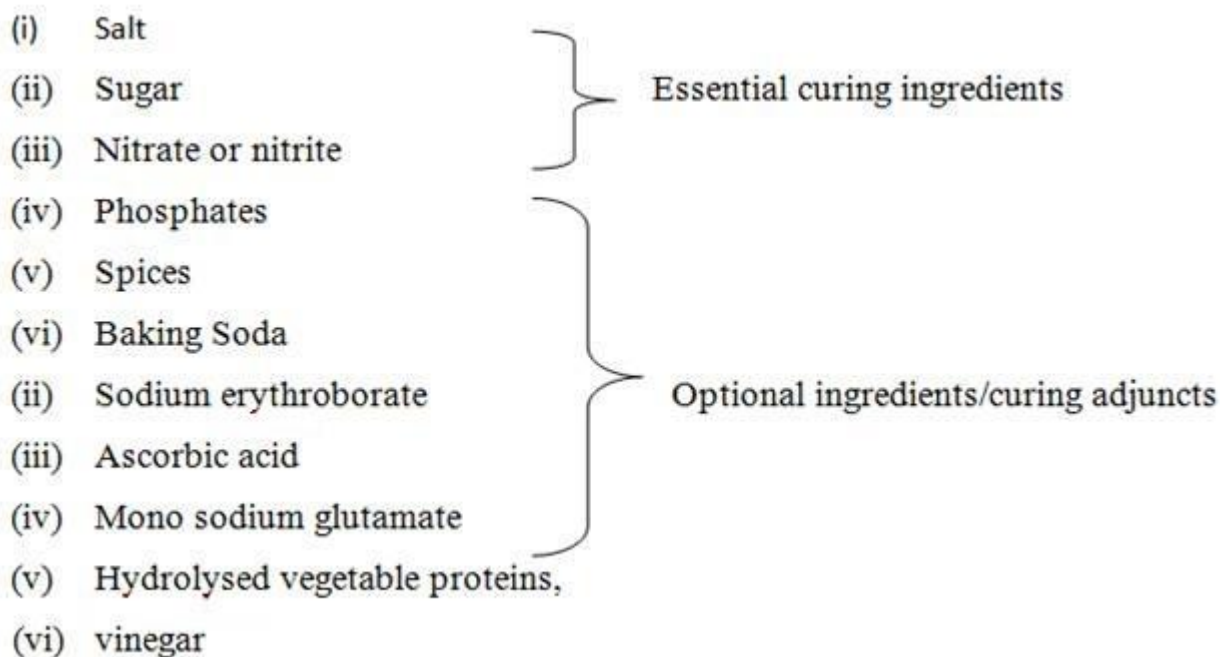 (i) Salt
(ii) Sugar
Essential curing ingredients
(iii) Nitrate or nitrite
(iv) Phosphates
(v) Spices
(vi) Baking Soda
(ii) Sodium erythroborate
Optional ingredients/curing adjuncts
(iii) Ascorbic acid
(iv) Mono sodium glutamate
(v) Hydrolysed vegetable proteins,
(vi) vinegar